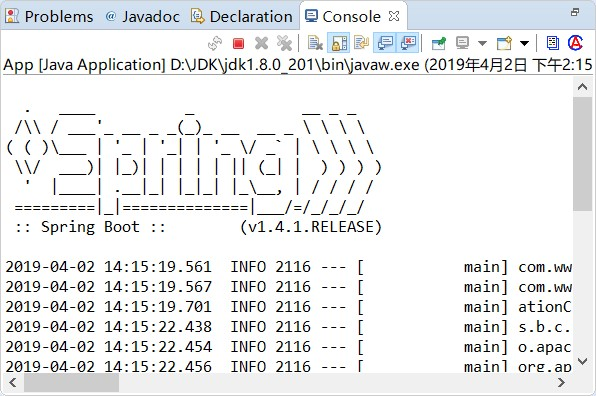 Problems @ Javadoc Declaration Console
App [Java Application] D:\JDK\jdk1.8.0_201\bin\javaw.exe (2019年4月2日 下午2:15
  .   ____          _            __ _ _
 /\\ / ___'_ __ _ _(_)_ __  __ _ \ \ \ \
( ( )\___ | '_ | '_| | '_ \/ _` | \ \ \ \
 \\/  ___)| |_)| | | | | || (_| |  ) ) ) )
  '  |____| .__|_| |_|_| |_\__, | / / / /
 =========|_|==============|___/=/_/_/_/
 :: Spring Boot ::        (v1.4.1.RELEASE)
2019-04-02 14:15:19.561  INFO 2116 --- [           main] com.ww
2019-04-02 14:15:19.567  INFO 2116 --- [           main] com.ww
2019-04-02 14:15:19.701  INFO 2116 --- [           main] ationC
2019-04-02 14:15:22.438  INFO 2116 --- [           main] s.b.c.
2019-04-02 14:15:22.454  INFO 2116 --- [           main] o.apac
2019-04-02 14:15:22.456  INFO 2116 --- [           main] org.ap